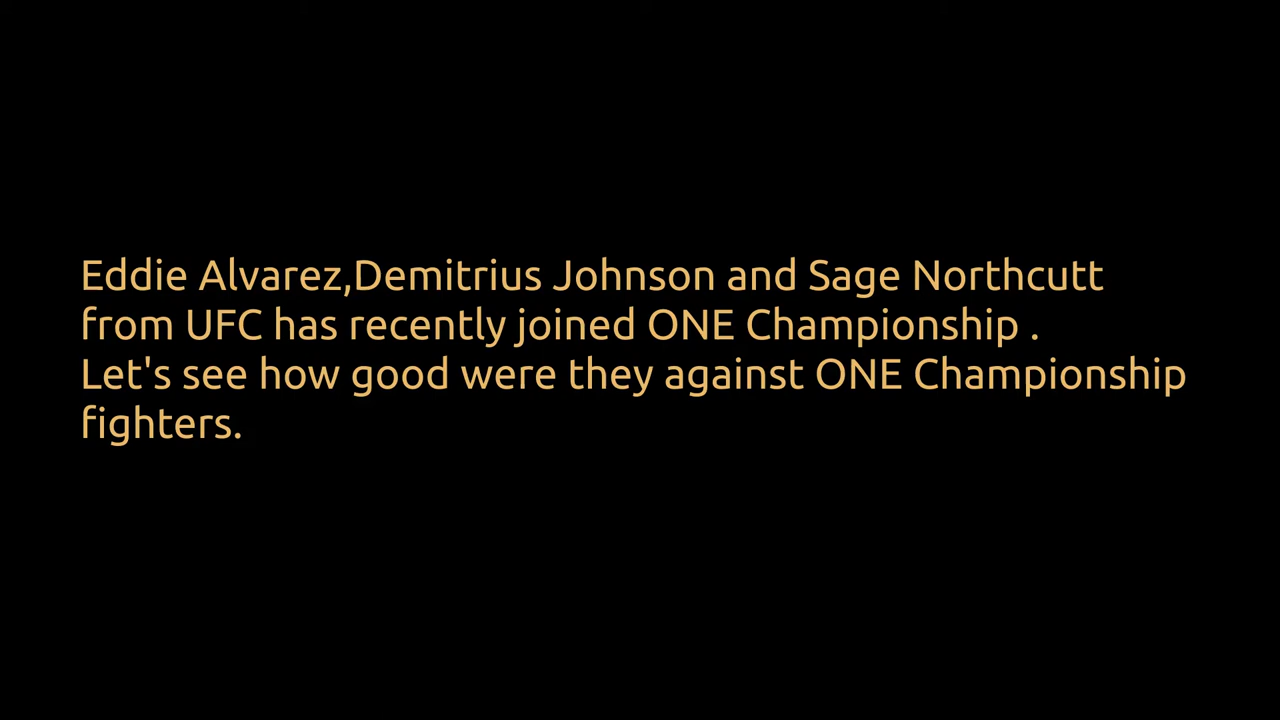 Eddie Alvarez,Demitrius Johnson and Sage Northcutt
from UFC has recently joined ONE Championship .
Let's see how good were they against ONE Championship
fighters.